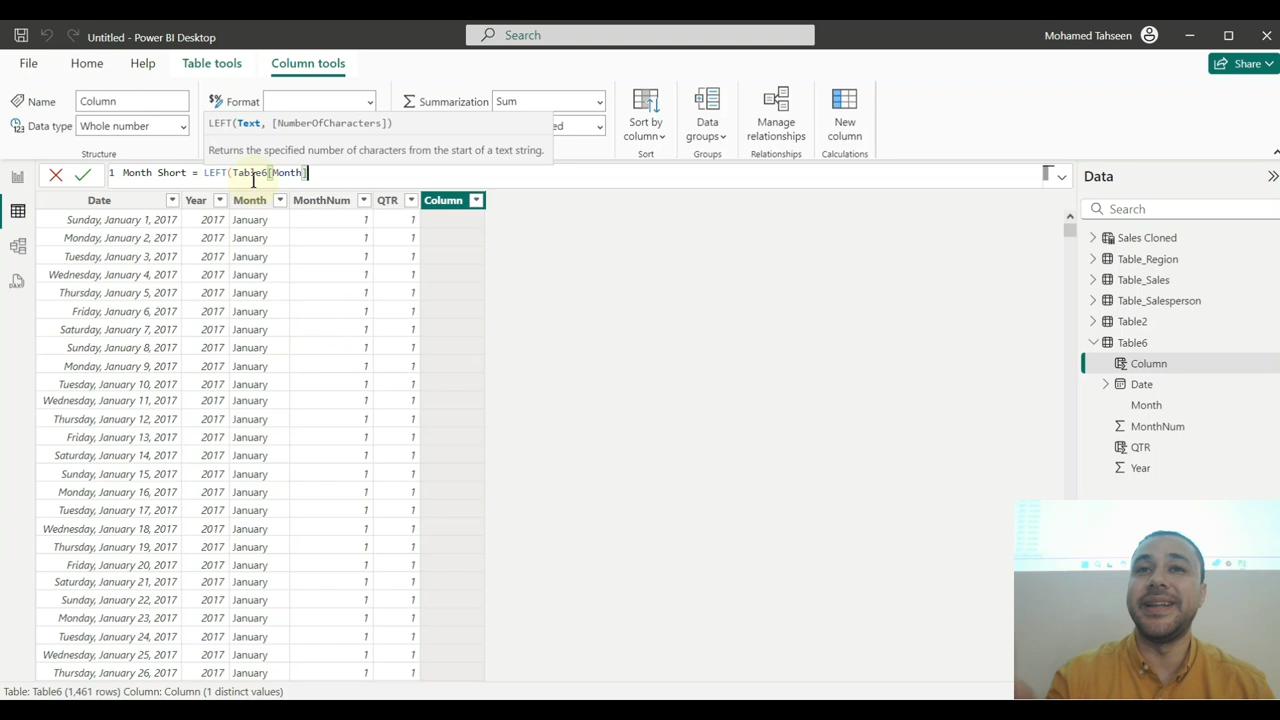 Untitled - Power BI Desktop
Search
Mohamed Tahseen
File
Home
Help
Table tools
Column tools
Share
Name
Column
Format
Summarization
Sum
Data type
Whole number
LEFT(Text, [NumberOfCharacters])
Returns the specified number of characters from the start of a text string.
Sort by
column
Data
groups
Manage
relationships
New
column
Structure
Sort
Groups
Relationships
Calculations
1 Month Short = LEFT(Table6[Month]
Date Year Month MonthNum QTR Column
Sunday, January 1, 2017 2017 January 1 1
Monday, January 2, 2017 2017 January 1 1
Tuesday, January 3, 2017 2017 January 1 1
Wednesday, January 4, 2017 2017 January 1 1
Thursday, January 5, 2017 2017 January 1 1
Friday, January 6, 2017 2017 January 1 1
Saturday, January 7, 2017 2017 January 1 1
Sunday, January 8, 2017 2017 January 1 1
Monday, January 9, 2017 2017 January 1 1
Tuesday, January 10, 2017 2017 January 1 1
Wednesday, January 11, 2017 2017 January 1 1
Thursday, January 12, 2017 2017 January 1 1
Friday, January 13, 2017 2017 January 1 1
Saturday, January 14, 2017 2017 January 1 1
Sunday, January 15, 2017 2017 January 1 1
Monday, January 16, 2017 2017 January 1 1
Tuesday, January 17, 2017 2017 January 1 1
Wednesday, January 18, 2017 2017 January 1 1
Thursday, January 19, 2017 2017 January 1 1
Friday, January 20, 2017 2017 January 1 1
Saturday, January 21, 2017 2017 January 1 1
Sunday, January 22, 2017 2017 January 1 1
Monday, January 23, 2017 2017 January 1 1
Tuesday, January 24, 2017 2017 January 1 1
Wednesday, January 25, 2017 2017 January 1 1
Thursday, January 26, 2017 2017 January 1 1
Data
Search
Sales Cloned
Table_Region
Table_Sales
Table_Salesperson
Table2
Table6
Column
Date
Month
MonthNum
QTR
Year
Table: Table6 (1,461 rows) Column: Column (1 distinct values)